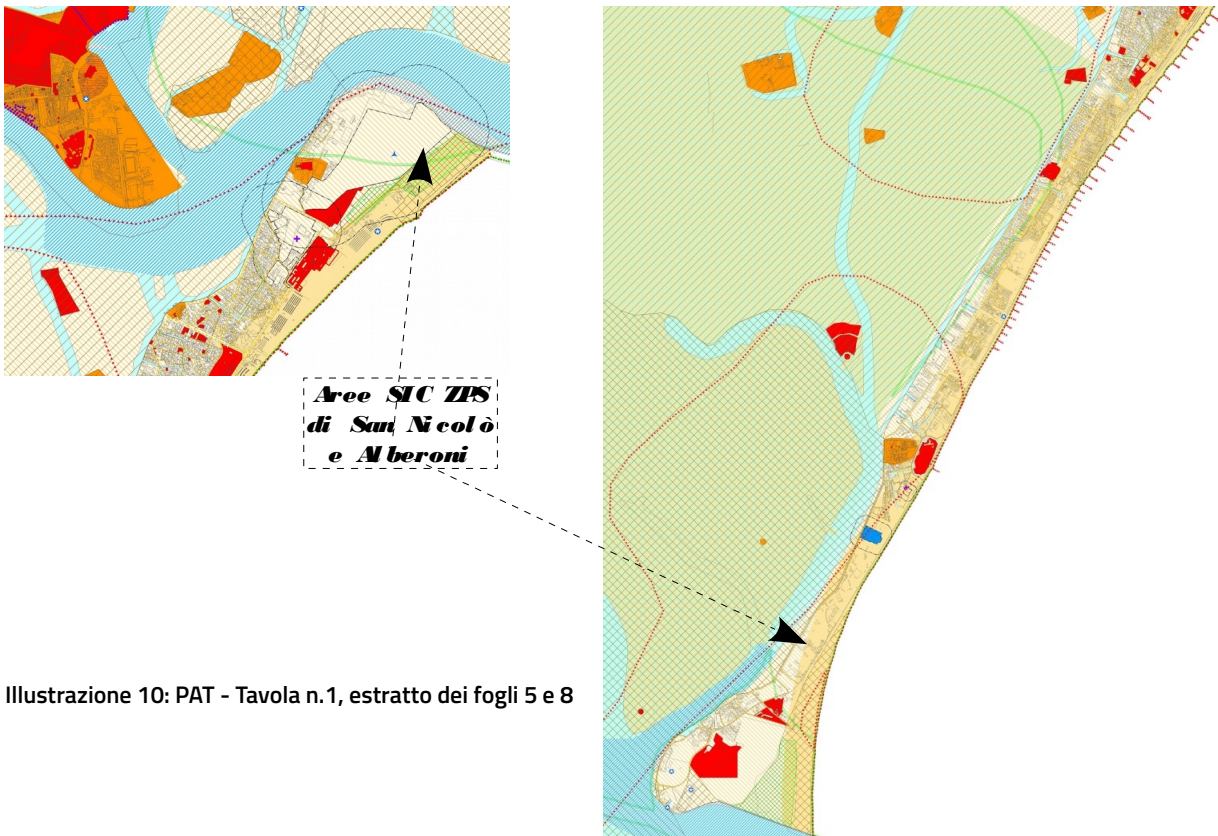 Aree SIC ZPS
di San Nicolò
e Alberoni
Illustrazione 10: PAT - Tavola n.1, estratto dei fogli 5 e 8